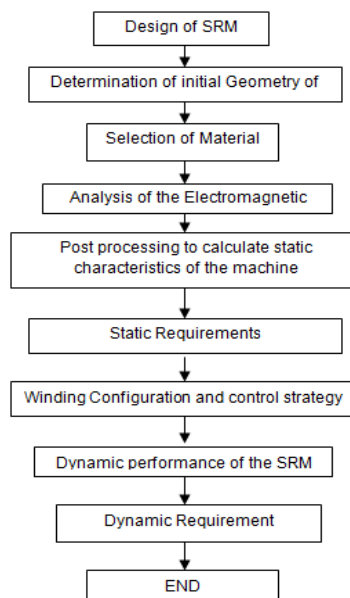 Design of SRM
Determination of initial Geometry of
Selection of Material
Analysis of the Electromagnetic
Post processing to calculate static
characteristics of the machine
Static Requirements
Winding Configuration and control strategy
Dynamic performance of the SRM
Dynamic Requirement
END